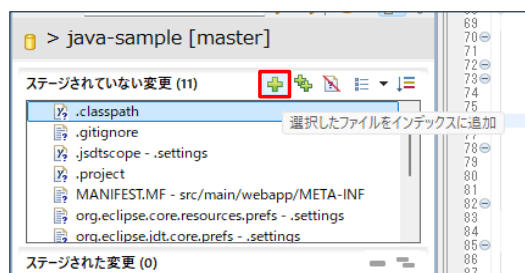 > java-sample [master]
ステージされていない変更 (11)
.classpath
選択したファイルをインデックスに追加
.gitignore
.jsdtscope - .settings
.project
MANIFEST.MF - src/main/webapp/META-INF
org.eclipse.core.resources.prefs - .settings
org.eclipse.jdt.core.prefs - .settings
ステージされた変更 (0)
69
70
71
72
73
74
75
78
79
80
81
82
83
84
85
86